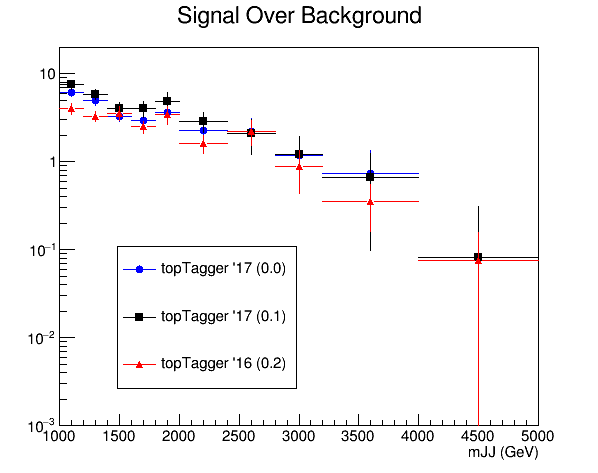 Signal Over Background
10
1
10⁻¹
10⁻²
10⁻³
topTagger '17 (0.0)
topTagger '17 (0.1)
topTagger '16 (0.2)
1000 1500 2000 2500 3000 3500 4000 4500 5000
mJJ (GeV)